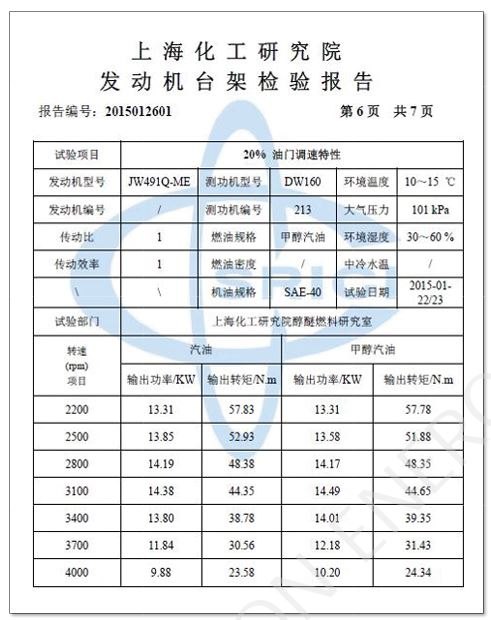 上海化工研究院
发动机台架检验报告
报告编号：2015012601 第 6 页 共 7 页
试验项目 20% 油门调速特性
发动机型号 JW491Q-ME 测功机型号 DW160 环境温度 10～15 ℃
发动机编号 / 测功机编号 213 大气压力 101 kPa
传动比 1 燃油规格 甲醇汽油 环境湿度 30～60 %
传动效率 1 燃油密度 / 中冷水温 /
\ \ 机油规格 SAE-40 试验日期 2015-01-22/23
试验部门 上海化工研究院醇醚燃料研究室
转速 (rpm) 项目 汽油 甲醇汽油
输出功率/KW 输出转矩/N.m 输出功率/KW 输出转矩/N.m
2200 13.31 57.83 13.31 57.78
2500 13.85 52.93 13.58 51.88
2800 14.19 48.38 14.17 48.35
3100 14.38 44.35 14.49 44.65
3400 13.80 38.78 14.01 39.35
3700 11.84 30.56 12.18 31.43
4000 9.88 23.58 10.20 24.34